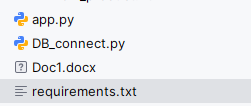 app.py
DB_connect.py
Doc1.docx
requirements.txt